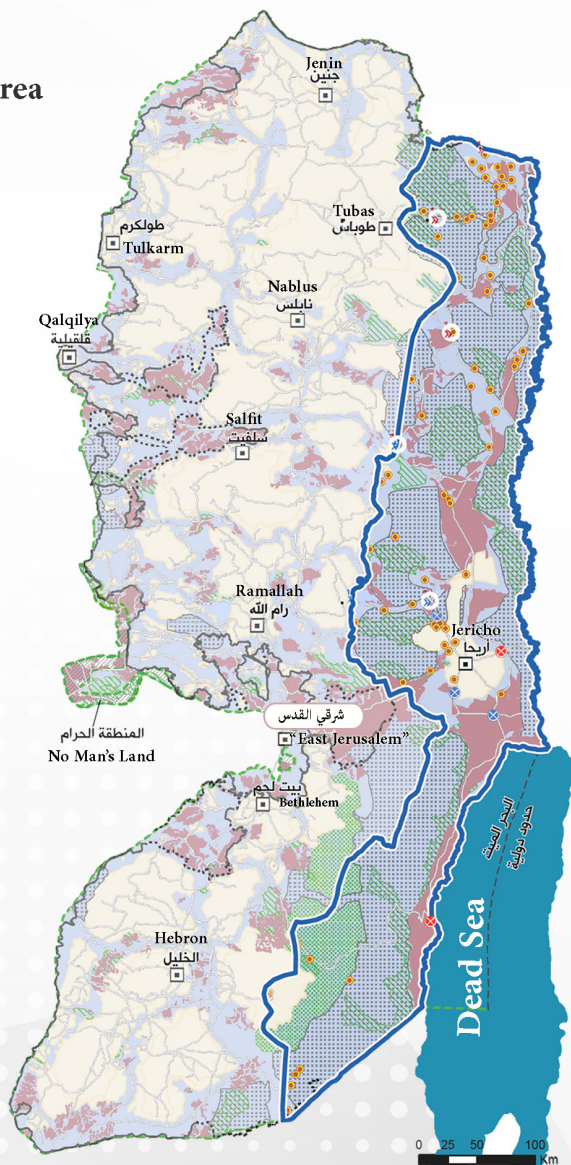 rea
Jenin
جنين
Tubas
طوباس
طولكرم
Tulkarm
Nablus
نابلس
Qalqilya
قلقيلية
Salfit
سلفيت
Ramallah
رام الله
Jericho
أريحا
شرقي القدس
"East Jerusalem"
المنطقة الحرام
No Man's Land
بيت لحم
Bethlehem
البحر الميت
حدود دولية
Dead Sea
Hebron
الخليل
0 25 50 100
Km